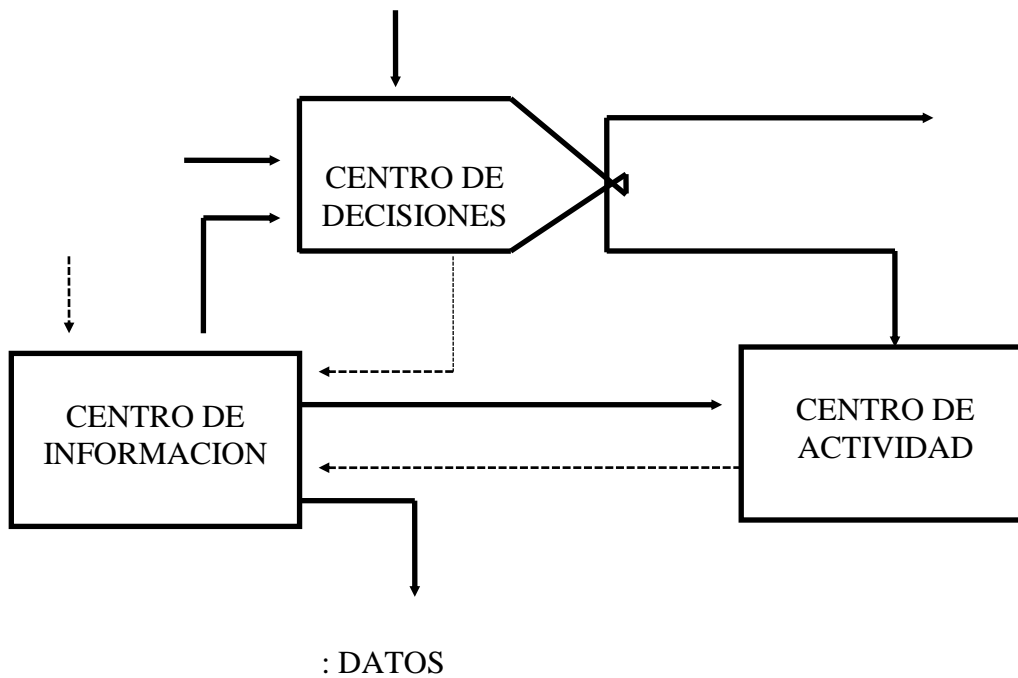 CENTRO DE
DECISIONES
CENTRO DE
INFORMACION
CENTRO DE
ACTIVIDAD
: DATOS